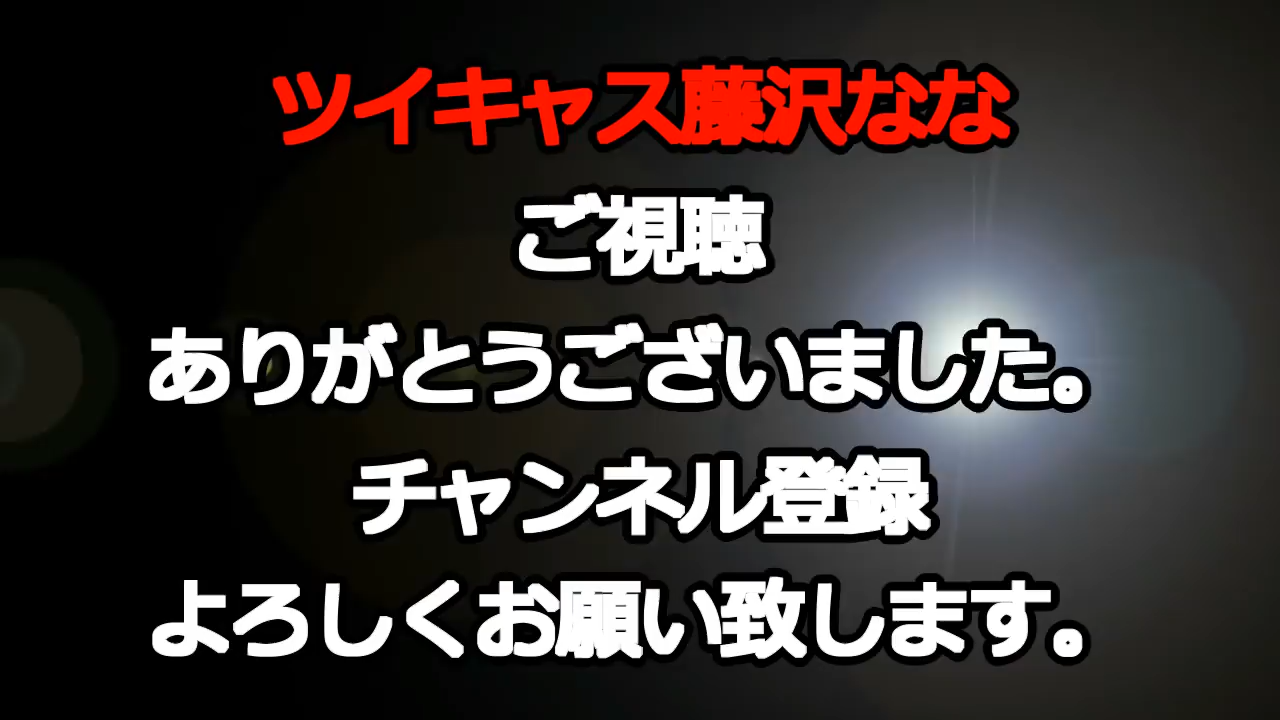 ツイキャス藤沢なな
ご視聴
ありがとうございました。
チャンネル登録
よろしくお願い致します。